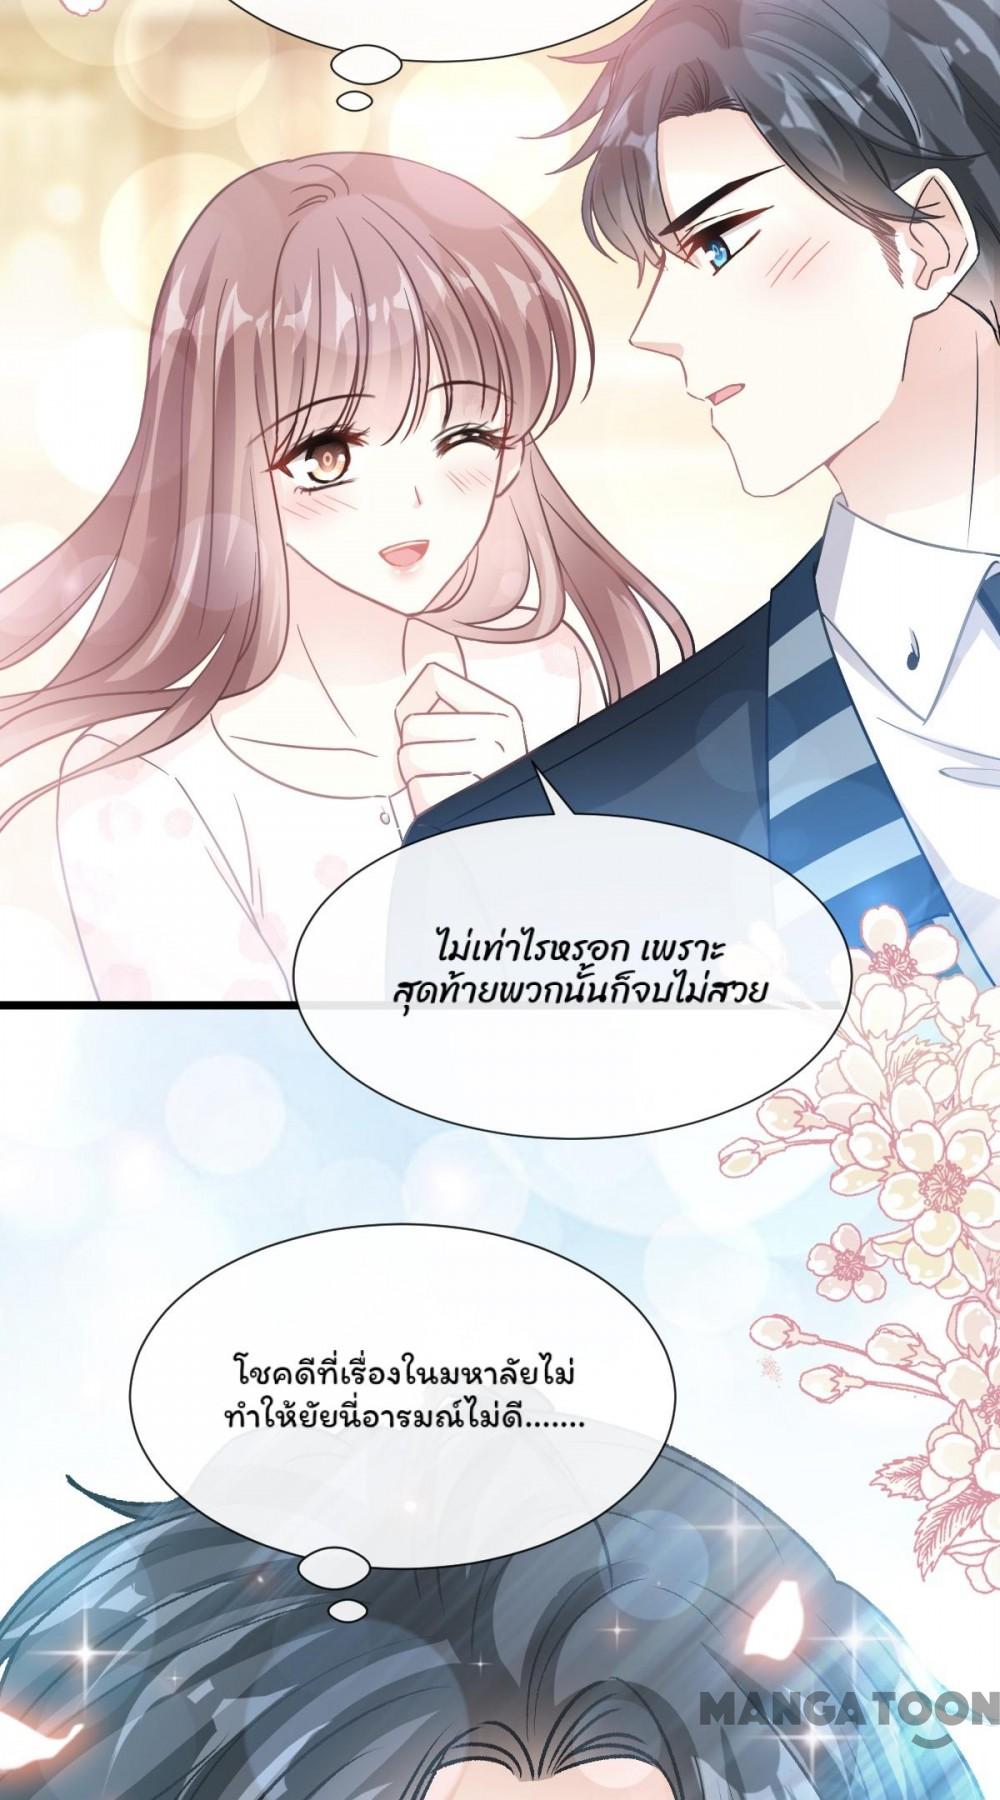 ไม่เท่าไรหรอก เพราะ
สุดท้ายพวกนั้นก็จบไม่สวย
โชคดีที่เรื่องในมหาลัยไม่
ทำให้ยัยนี่อารมณ์ไม่ดี.......
MANGATOON